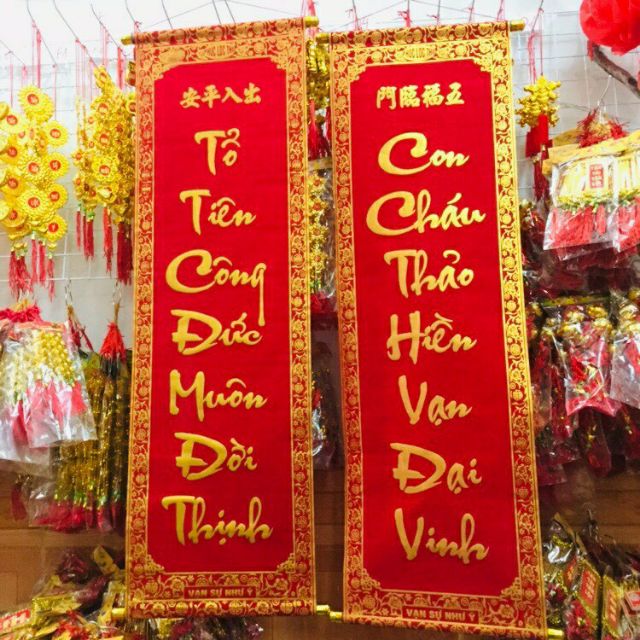 安平入出
Tổ
Tiên
Công
Đức
Muôn
Đời
Thịnh
VẠN SỰ NHƯ Ý
門臨福五
Con
Cháu
Thảo
Hiền
Vạn
Đại
Vinh
VẠN SỰ NHƯ Ý